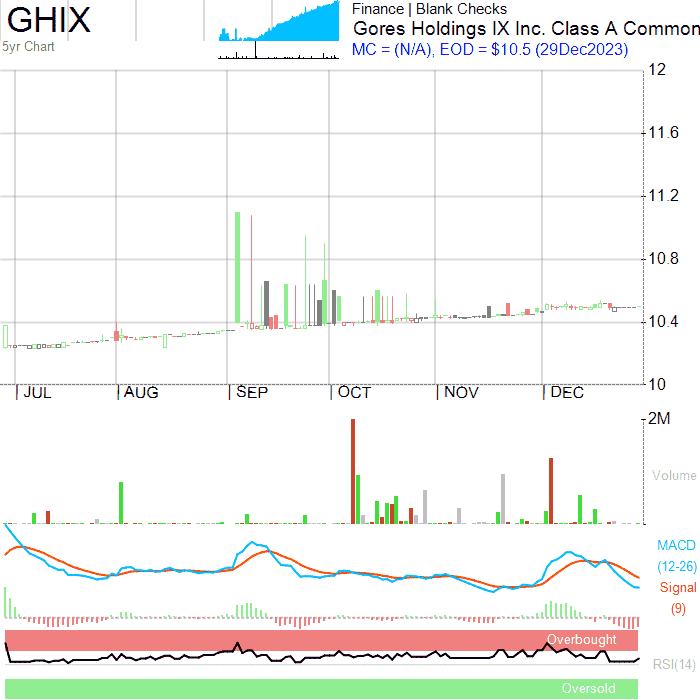 GHIX
5yr Chart
Finance | Blank Checks
Gores Holdings IX Inc. Class A Common
MC = (N/A), EOD = $10.5 (29Dec2023)
12
11.6
11.2
10.8
10.4
10
JUL AUG SEP OCT NOV DEC
2M
Volume
MACD
(12-26)
Signal
(9)
Overbought
RSI(14)
Oversold